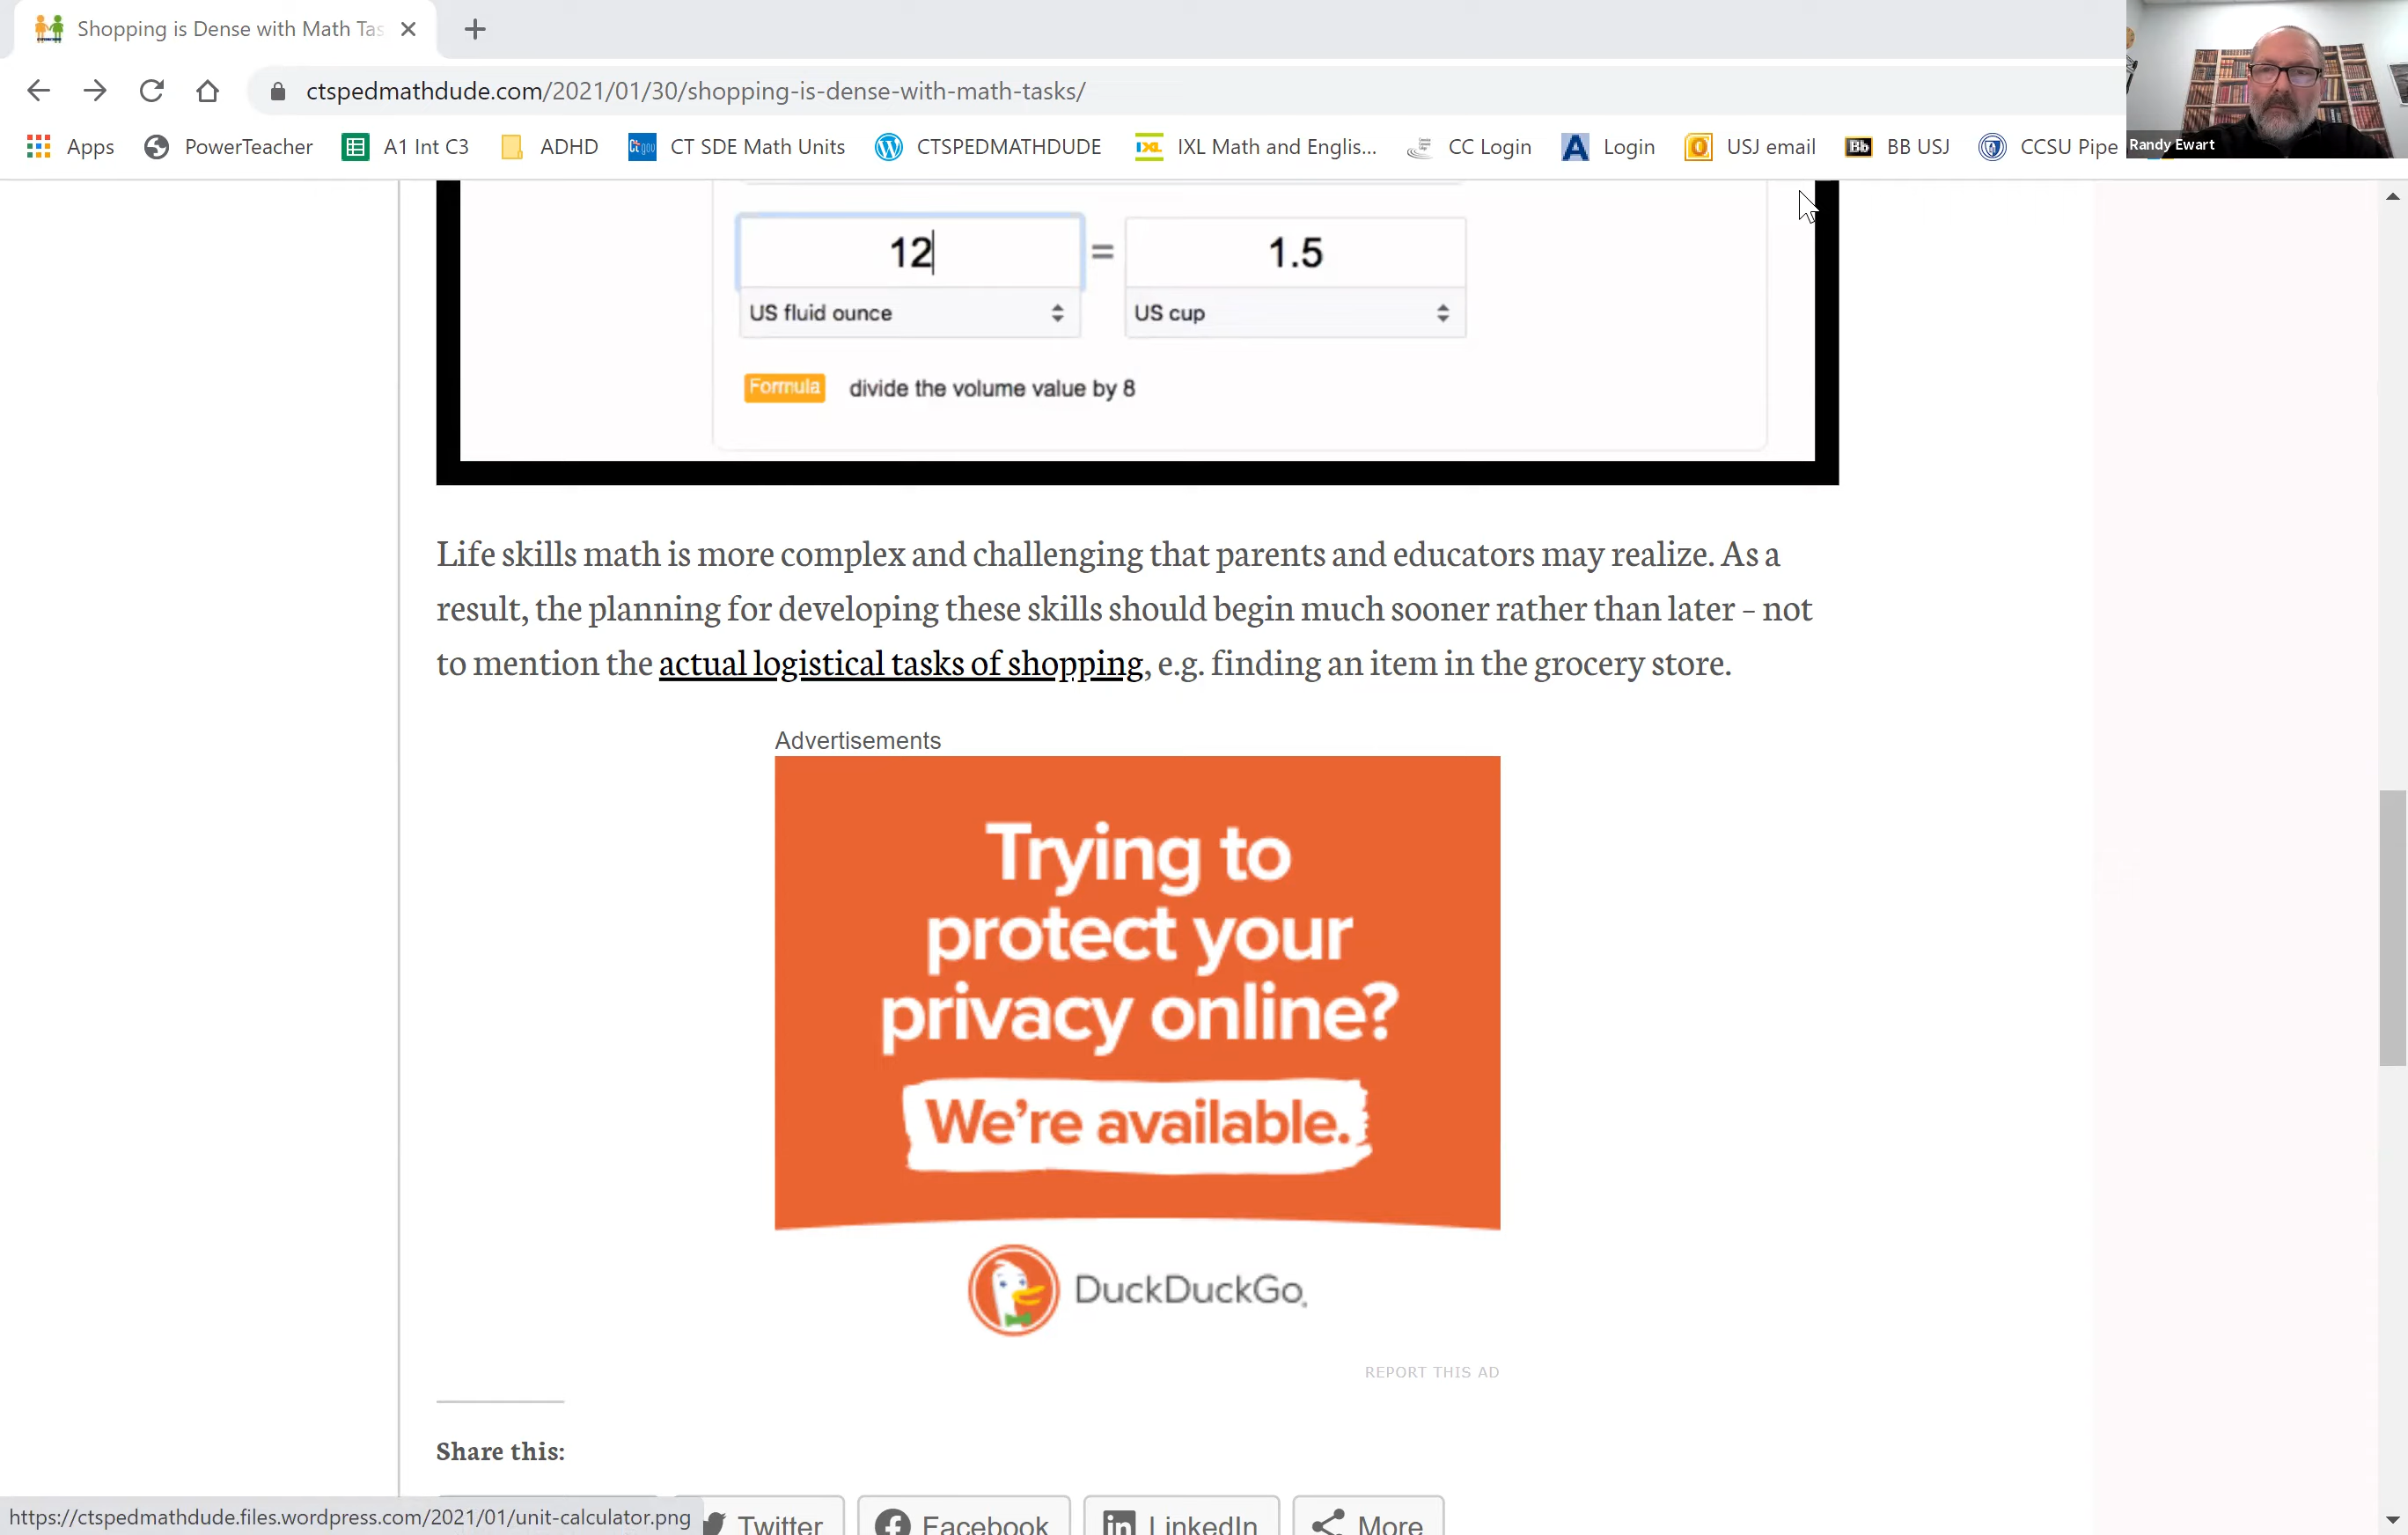 Shopping is Dense with Math Tas
ctspedmathdude.com/2021/01/30/shopping-is-dense-with-math-tasks/
Apps PowerTeacher A1 Int C3 ADHD CT SDE Math Units CTSPEDMATHDUDE IXL Math and Englis... CC Login Login USJ email BB USJ CCSU Pipe
Randy Ewart
12 = 1.5
US fluid ounce US cup
Formula divide the volume value by 8
Life skills math is more complex and challenging that parents and educators may realize. As a
result, the planning for developing these skills should begin much sooner rather than later – not
to mention the actual logistical tasks of shopping, e.g. finding an item in the grocery store.
Advertisements
Trying to
protect your
privacy online?
We're available.
DuckDuckGo.
REPORT THIS AD
Share this:
Twitter Facebook LinkedIn More
https://ctspedmathdude.files.wordpress.com/2021/01/unit-calculator.png